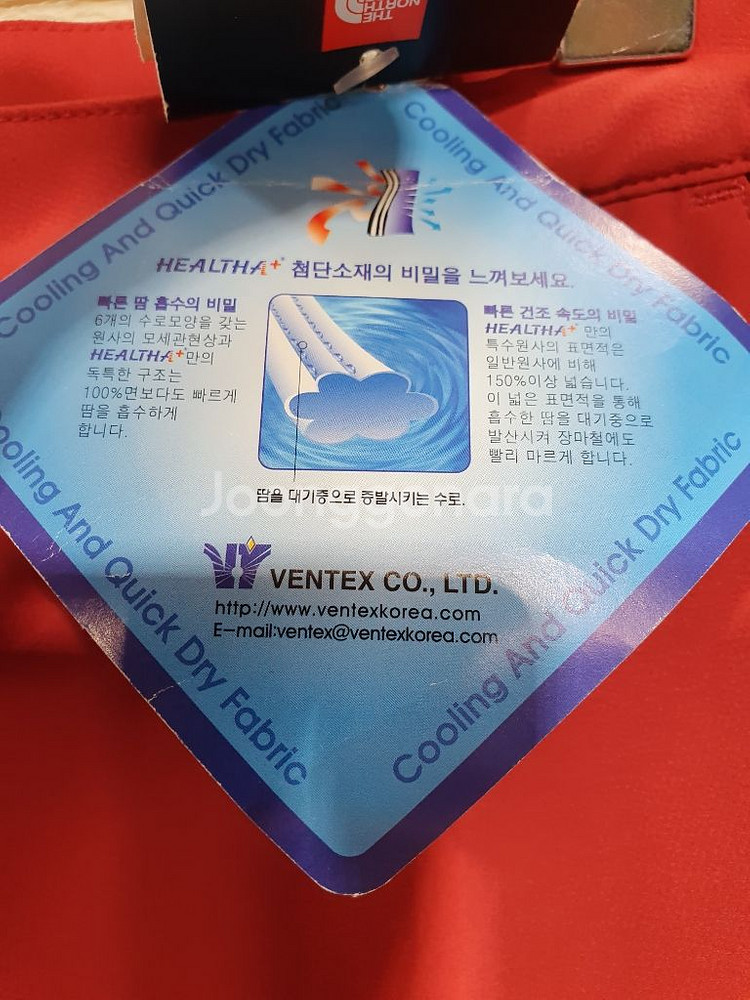 THE
NORTH
Cooling And Quick Dry Fabric
Cooling And Quick Dry Fabric
HEALTHA+ 첨단소재의 비밀을 느껴보세요.
빠른 땀 흡수의 비밀
6개의 수로모양을 갖는
원사의 모세관현상과
HEALTHA+만의
독특한 구조는
100%면보다도 빠르게
땀을 흡수하게
합니다.
빠른 건조 속도의 비밀
HEALTHA+ 만의
특수원사의 표면적은
일반원사에 비해
150%이상 넓습니다.
이 넓은 표면적을 통해
흡수한 땀을 대기중으로
발산시켜 장마철에도
빨리 마르게 합니다.
땀을 대기중으로 증발시키는 수로.
Joonggonara
VENTEX CO., LTD.
http://www.ventexkorea.com
E-mail:ventex@ventexkorea.com
Cooling And Quick Dry Fabric
Cooling And Quick Dry Fabric